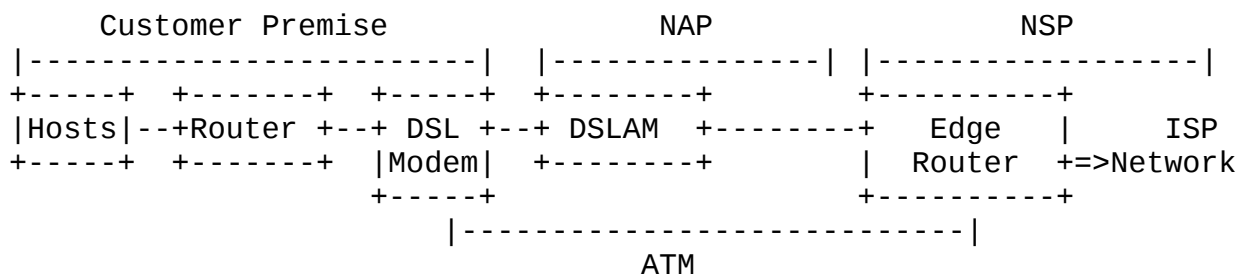 Customer Premise NAP NSP
|--------------------------| |---------------| |------------------|
+-----+ +-------+ +-----+ +--------+ +----------+
|Hosts|--+Router +--+ DSL +--+ DSLAM +--------+ Edge | ISP
+-----+ +-------+ |Modem| +--------+ | Router +=>Network
+-----+ +----------+
|----------------------------|
ATM